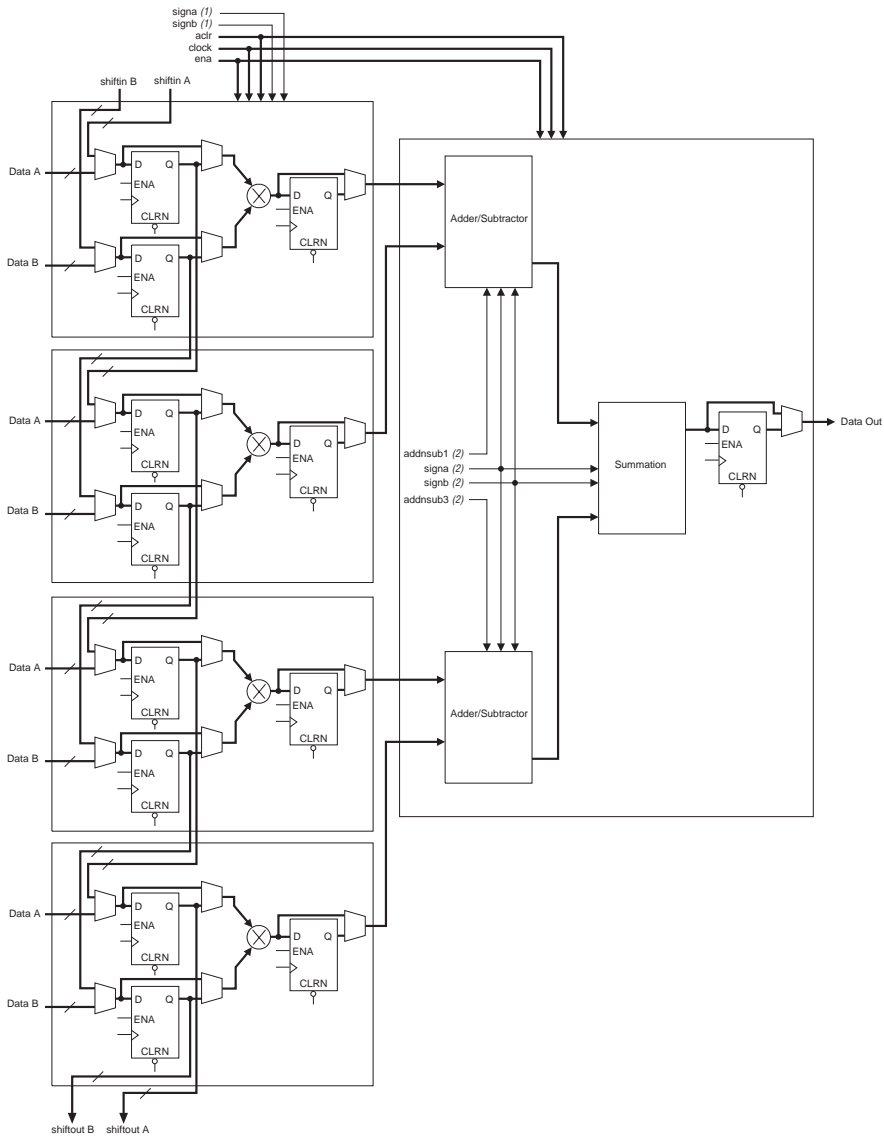 signa (1)
signb (1)
aclr
clock
ena
shiftin B
shiftin A
Data A
D Q
ENA
CLRN
D Q
ENA
CLRN
Data B
D Q
ENA
CLRN
Adder/Subtractor
Data A
D Q
ENA
CLRN
D Q
ENA
CLRN
Data B
D Q
ENA
CLRN
addnsub1 (2)
signa (2)
signb (2)
addnsub3 (2)
Summation
D Q
ENA
CLRN
Data Out
Data A
D Q
ENA
CLRN
D Q
ENA
CLRN
Data B
D Q
ENA
CLRN
Adder/Subtractor
Data A
D Q
ENA
CLRN
D Q
ENA
CLRN
Data B
D Q
ENA
CLRN
shiftout B
shiftout A